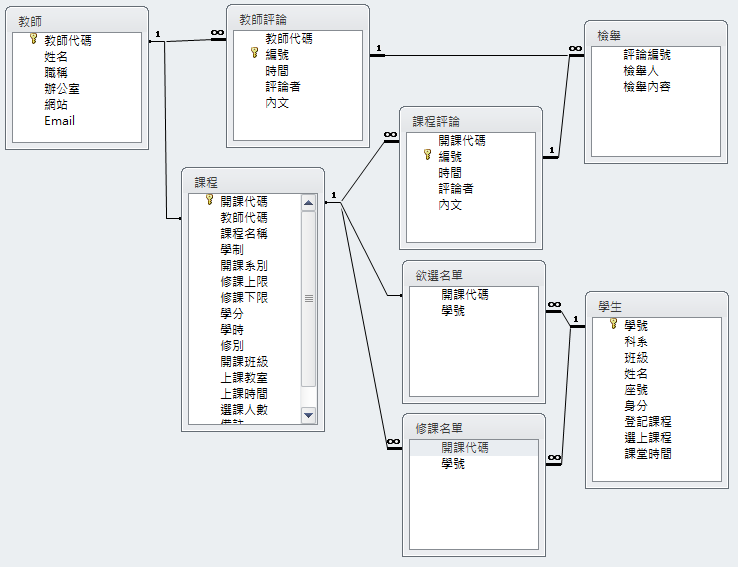 教師
教師代碼
姓名
職稱
辦公室
網站
Email
教師評論
教師代碼
編號
時間
評論者
內文
檢舉
評論編號
檢舉人
檢舉內容
課程評論
開課代碼
編號
時間
評論者
內文
課程
開課代碼
教師代碼
課程名稱
學制
開課系別
修課上限
修課下限
學分
學時
修別
開課班級
上課教室
上課時間
選課人數
備註
欲選名單
開課代碼
學號
學生
學號
科系
班級
姓名
座號
身分
登記課程
選上課程
課堂時間
修課名單
開課代碼
學號
1
∞
1
∞
1
∞
1
∞
1
∞
∞